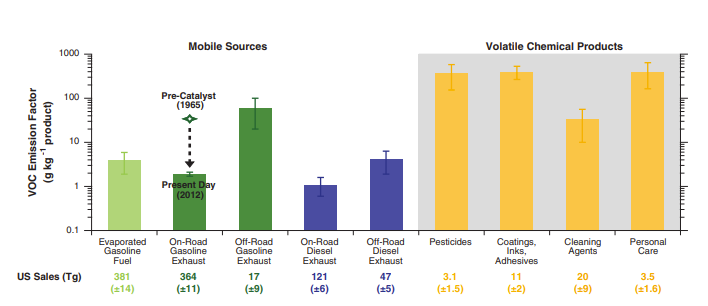 Mobile Sources
Volatile Chemical Products
VOC Emission Factor
(g kg⁻¹ product)
1000
100
10
1
0.1
Pre-Catalyst
(1965)
Present Day
(2012)
Evaporated
Gasoline
Fuel
On-Road
Gasoline
Exhaust
Off-Road
Gasoline
Exhaust
On-Road
Diesel
Exhaust
Off-Road
Diesel
Exhaust
Pesticides
Coatings,
Inks,
Adhesives
Cleaning
Agents
Personal
Care
US Sales (Tg)
381
(±14)
364
(±11)
17
(±9)
121
(±6)
47
(±5)
3.1
(±1.5)
11
(±2)
20
(±9)
3.5
(±1.6)